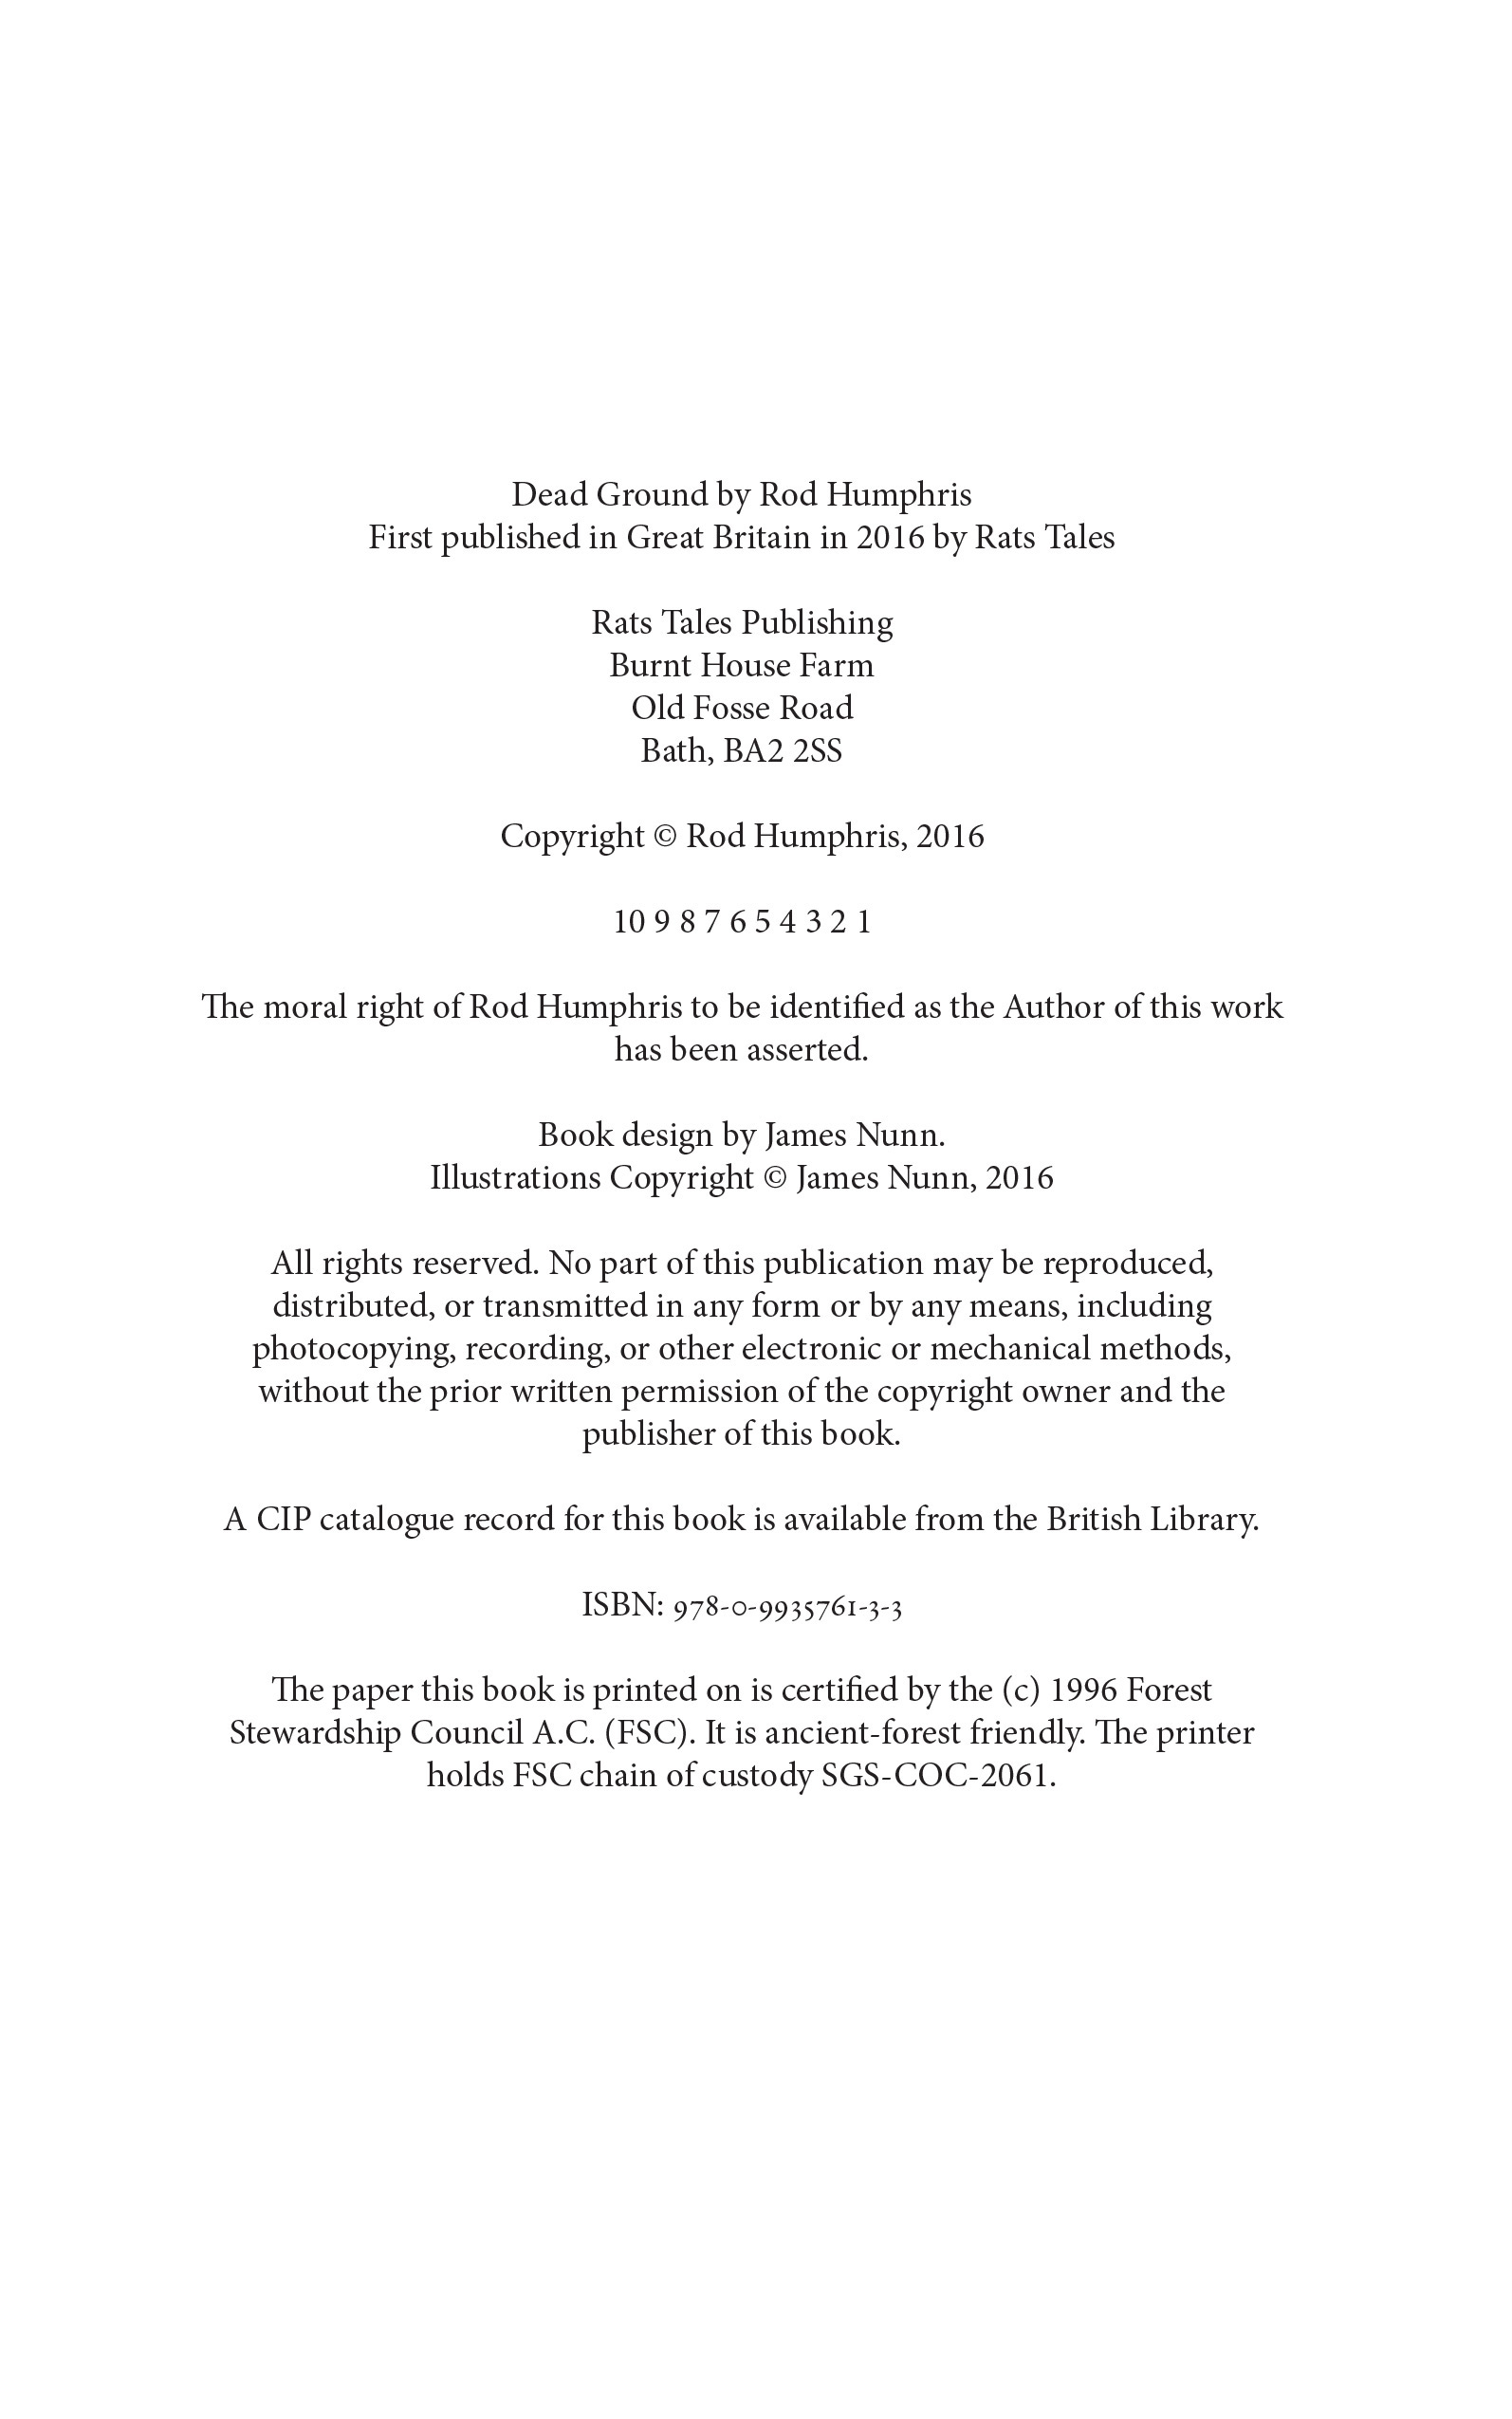 Dead Ground by Rod Humphris
First published in Great Britain in 2016 by Rats Tales
Rats Tales Publishing
Burnt House Farm
Old Fosse Road
Bath, BA2 2SS
Copyright © Rod Humphris, 2016
10 9 8 7 6 5 4 3 2 1
The moral right of Rod Humphris to be identified as the Author of this work
has been asserted.
Book design by James Nunn.
Illustrations Copyright © James Nunn, 2016
All rights reserved. No part of this publication may be reproduced,
distributed, or transmitted in any form or by any means, including
photocopying, recording, or other electronic or mechanical methods,
without the prior written permission of the copyright owner and the
publisher of this book.
A CIP catalogue record for this book is available from the British Library.
ISBN: 978-0-9935761-3-3
The paper this book is printed on is certified by the (c) 1996 Forest
Stewardship Council A.C. (FSC). It is ancient-forest friendly. The printer
holds FSC chain of custody SGS-COC-2061.